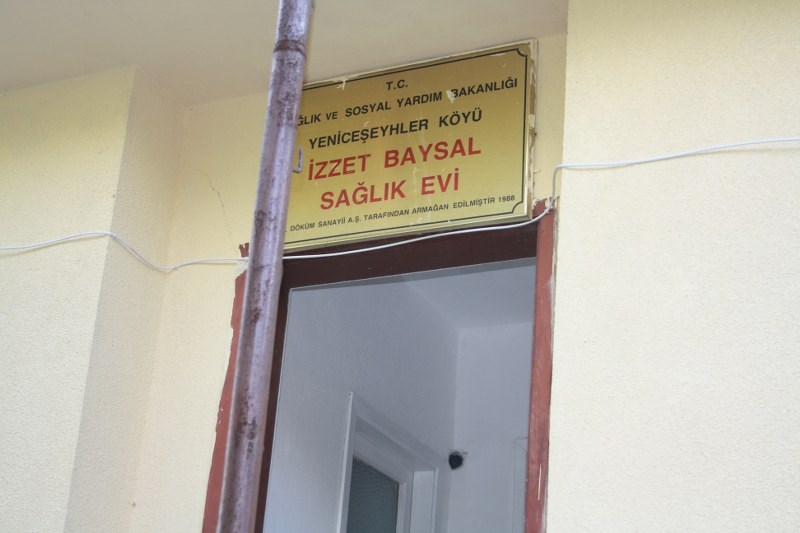 T.C.
ĞLIK VE SOSYAL YARDIM BAKANLIĞI
YENİCEŞEYHLER KÖYÜ
İZZET BAYSAL
SAĞLIK EVİ
DÖKÜM SANAYİİ A.Ş. TARAFINDAN ARMAĞAN EDİLMİŞTİR 1988